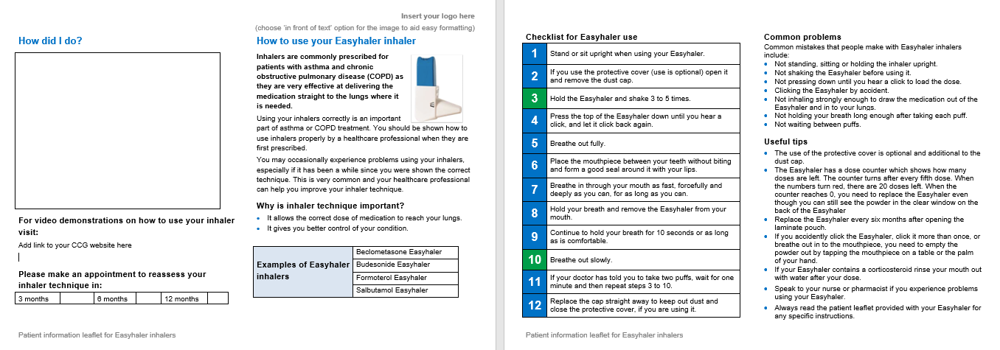 How did I do?
For video demonstrations on how to use your inhaler
visit:
Add link to your CCG website here
Please make an appointment to reassess your
inhaler technique in:
3 months
6 months
12 months
Patient information leaflet for Easyhaler inhalers
Insert your logo here
(choose 'in front of text' option for the image to aid easy formatting)
How to use your Easyhaler inhaler
Inhalers are commonly prescribed for
patients with asthma and chronic
obstructive pulmonary disease (COPD) as
they are very effective at delivering the
medication straight to the lungs where it
is needed.
Using your inhalers correctly is an important
part of asthma or COPD treatment. You should be shown how to
use inhalers properly by a healthcare professional when they are
first prescribed.
You may occasionally experience problems using your inhalers,
especially if it has been a while since you were shown the correct
technique. This is very common and your healthcare professional
can help you improve your inhaler technique.
Why is inhaler technique important?
• It allows the correct dose of medication to reach your lungs.
• It gives you better control of your condition.
Examples of Easyhaler
inhalers
Beclometasone Easyhaler
Budesonide Easyhaler
Formoterol Easyhaler
Salbutamol Easyhaler
Checklist for Easyhaler use
1 Stand or sit upright when using your Easyhaler.
2 If you use the protective cover (use is optional) open it
and remove the dust cap.
3 Hold the Easyhaler and shake 3 to 5 times.
4 Press the top of the Easyhaler down until you hear a
click, and let it click back again.
5 Breathe out fully.
6 Place the mouthpiece between your teeth without biting
and form a good seal around it with your lips.
7 Breathe in through your mouth as fast, forcefully and
deeply as you can, for as long as you can.
8 Hold your breath and remove the Easyhaler from your
mouth.
9 Continue to hold your breath for 10 seconds or as long
as is comfortable.
10 Breathe out slowly.
11 If your doctor has told you to take two puffs, wait for one
minute and then repeat steps 3 to 10.
12 Replace the cap straight away to keep out dust and
close the protective cover, if you are using it.
Patient information leaflet for Easyhaler inhalers
Common problems
Common mistakes that people make with Easyhaler inhalers
include:
• Not standing, sitting or holding the inhaler upright.
• Not shaking the Easyhaler before using it.
• Not pressing down until you hear a click to load the dose.
• Clicking the Easyhaler by accident.
• Not inhaling strongly enough to draw the medication out of the
Easyhaler and in to your lungs.
• Not holding your breath long enough after taking each puff.
• Not waiting between puffs.
Useful tips
• The use of the protective cover is optional and additional to the
dust cap.
• The Easyhaler has a dose counter which shows how many
doses are left. The counter turns after every fifth dose. When
the numbers turn red, there are 20 doses left. When the
counter reaches 0, you need to replace the Easyhaler even
though you can still see the powder in the clear window on the
back of the Easyhaler
• Replace the Easyhaler every six months after opening the
laminate pouch.
• If you accidently click the Easyhaler, click it more than once, or
breathe out in to the mouthpiece, you need to empty the
powder out by tapping the mouthpiece on a table or the palm
of your hand.
• If your Easyhaler contains a corticosteroid rinse your mouth out
with water after your dose.
• Speak to your nurse or pharmacist if you experience problems
using your Easyhaler.
• Always read the patient leaflet provided with your Easyhaler for
any specific instructions.